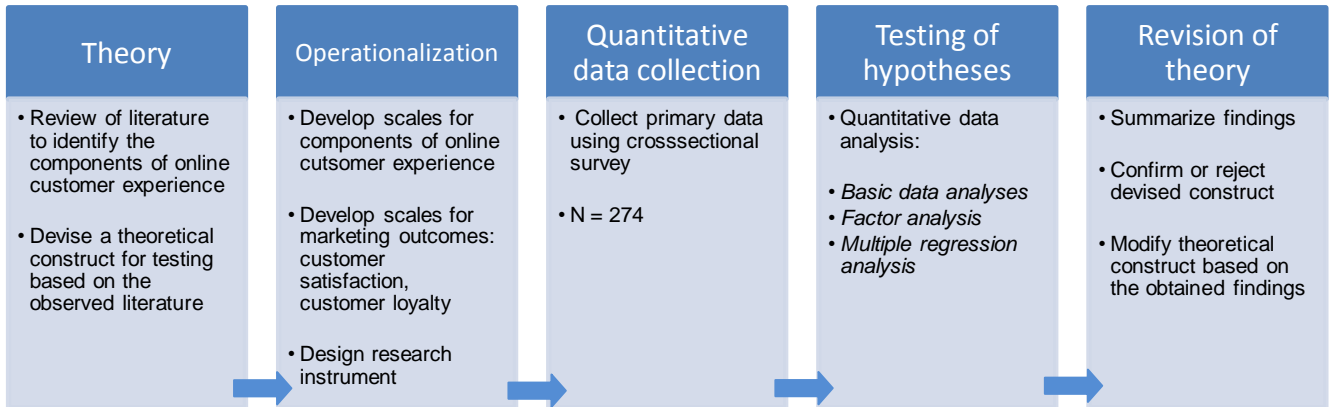 Theory
• Review of literature
to identify the
components of online
customer experience
• Devise a theoretical
construct for testing
based on the
observed literature
Operationalization
• Develop scales for
components of online
cutsomer experience
• Develop scales for
marketing outcomes:
customer
satisfaction,
customer loyalty
• Design research
instrument
Quantitative
data collection
• Collect primary data
using crosssectional
survey
• N = 274
Testing of
hypotheses
• Quantitative data
analysis:
• Basic data analyses
• Factor analysis
• Multiple regression
analysis
Revision of
theory
• Summarize findings
• Confirm or reject
devised construct
• Modify theoretical
construct based on
the obtained findings